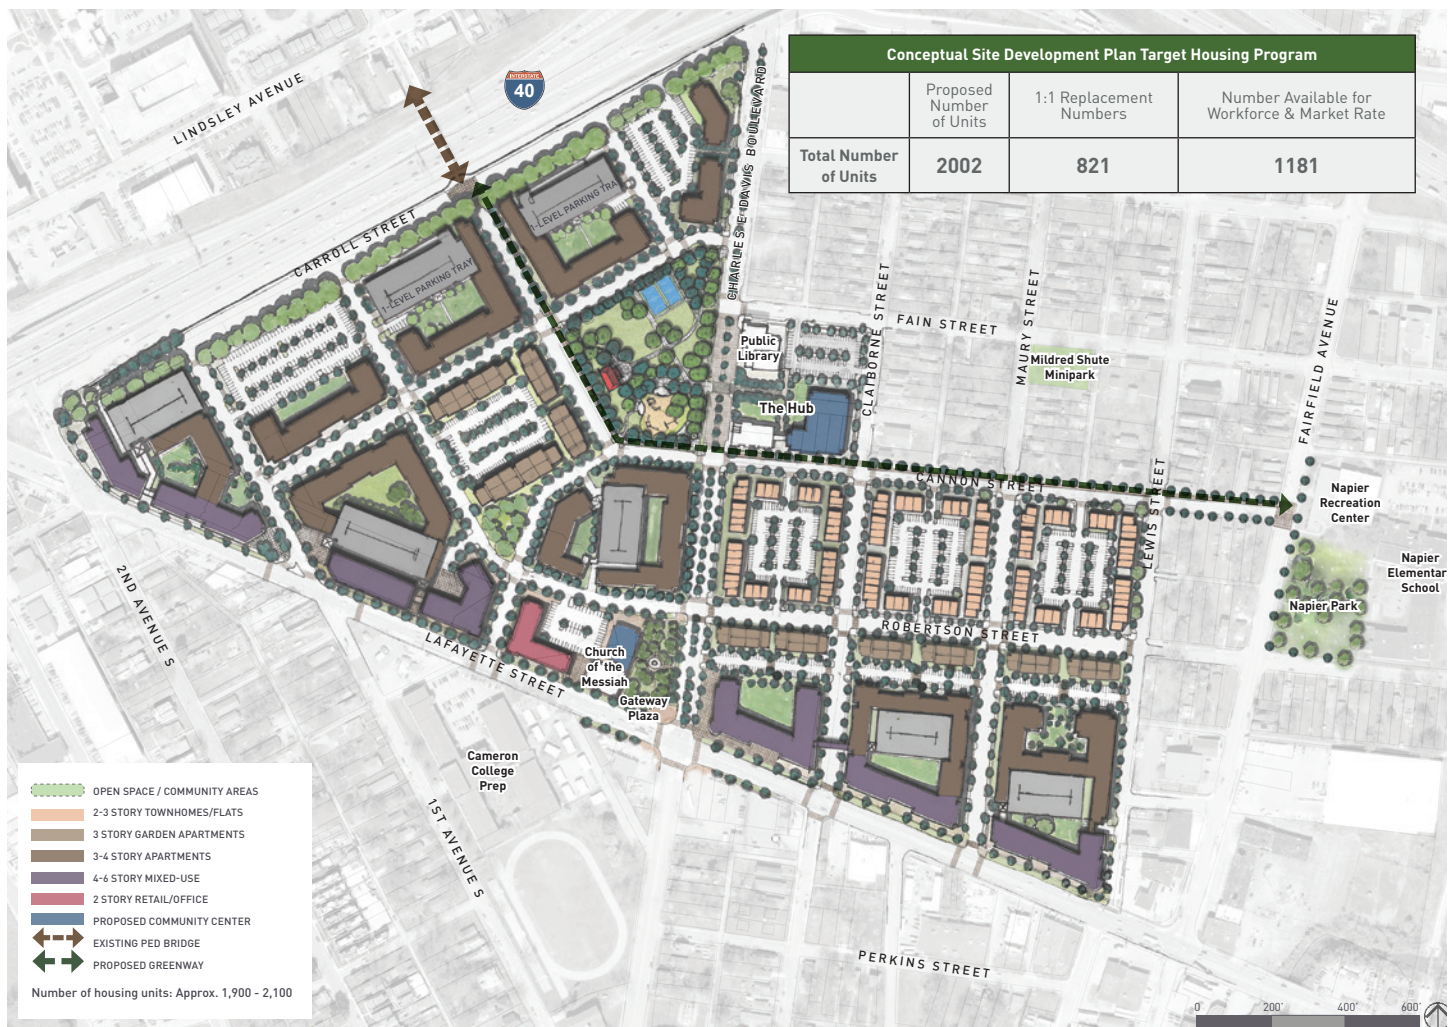 Conceptual Site Development Plan Target Housing Program
Proposed
Number
of Units
1:1 Replacement
Numbers
Number Available for
Workforce & Market Rate
Total Number
of Units
2002
821
1181
INTERSTATE
40
LINDSLEY AVENUE
CARROLL STREET
1-LEVEL PARKING TRAY
1-LEVEL PARKING TRA
CHARLES E DAVIS BOULEVARD
FAIN STREET
CLAIBORNE STREET
MAURY STREET
FAIRFIELD AVENUE
Public
Library
Mildred Shute
Minipark
The Hub
CANNON STREET
LEWIS STREET
Napier
Recreation
Center
Napier
Elementar
School
Napier Park
2ND AVENUE S
ROBERTSON STREET
LAFAYETTE STREET
Church
of the
Messiah
Gateway
Plaza
Cameron
College
Prep
1ST AVENUE S
PERKINS STREET
OPEN SPACE / COMMUNITY AREAS
2-3 STORY TOWNHOMES/FLATS
3 STORY GARDEN APARTMENTS
3-4 STORY APARTMENTS
4-6 STORY MIXED-USE
2 STORY RETAIL/OFFICE
PROPOSED COMMUNITY CENTER
EXISTING PED BRIDGE
PROPOSED GREENWAY
Number of housing units: Approx. 1,900 - 2,100
0 200' 400' 600'